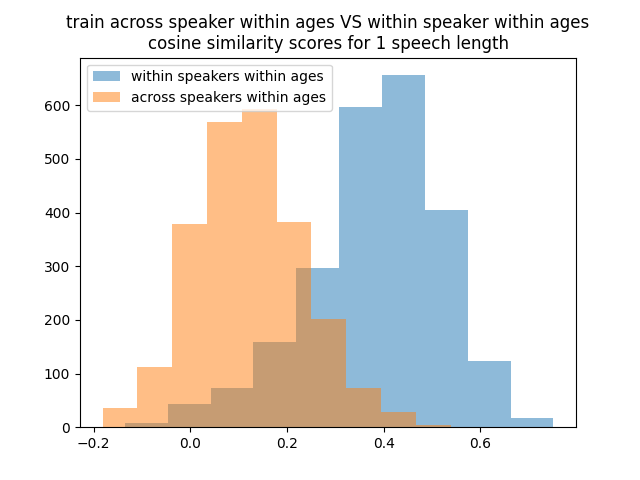 train across speaker within ages VS within speaker within ages
cosine similarity scores for 1 speech length
within speakers within ages
across speakers within ages
600
500
400
300
200
100
0
−0.2 0.0 0.2 0.4 0.6